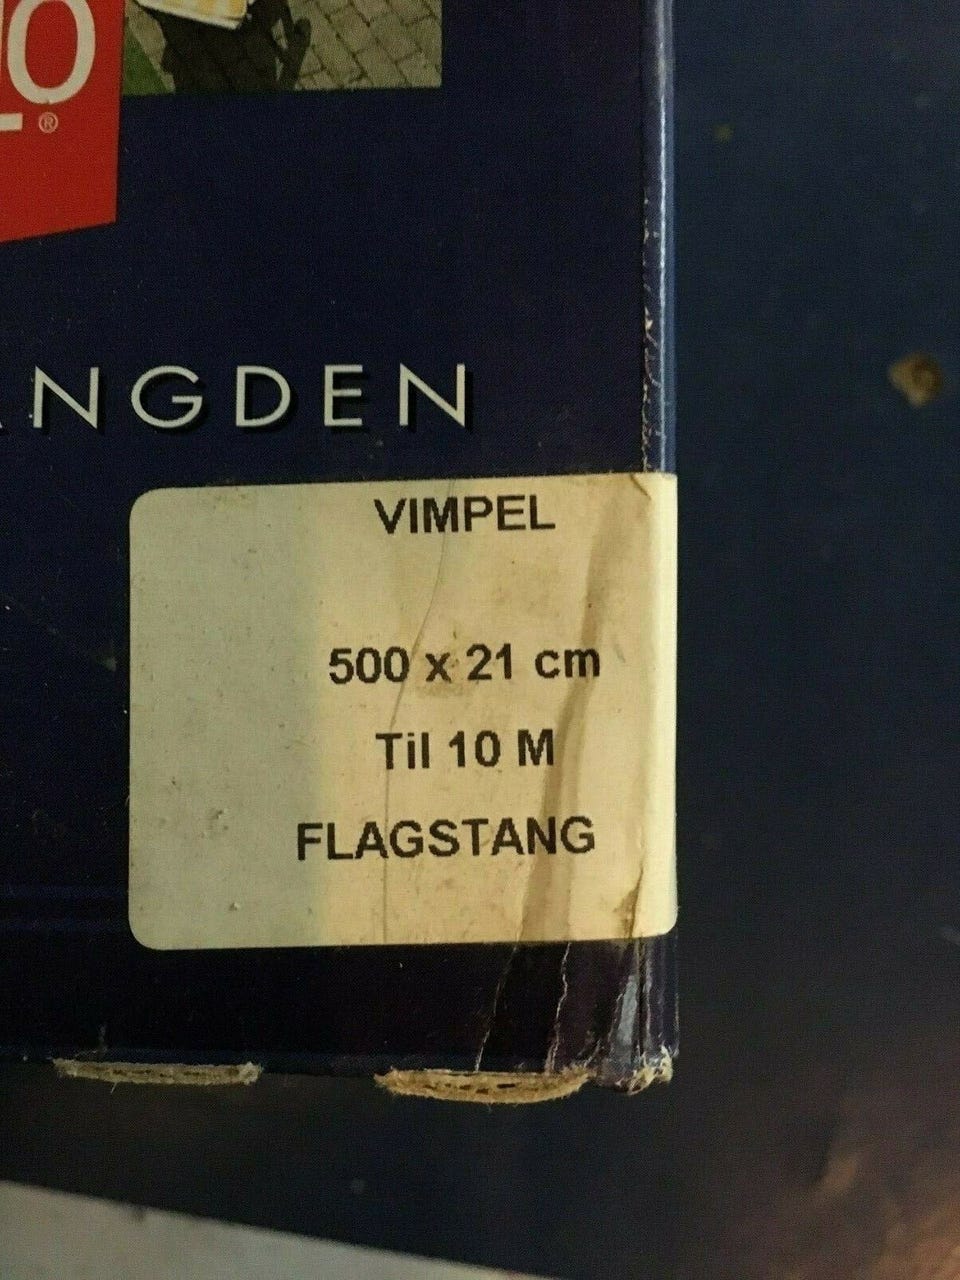 ®
NGDEN
VIMPEL
500 x 21 cm
Til 10 M
FLAGSTANG